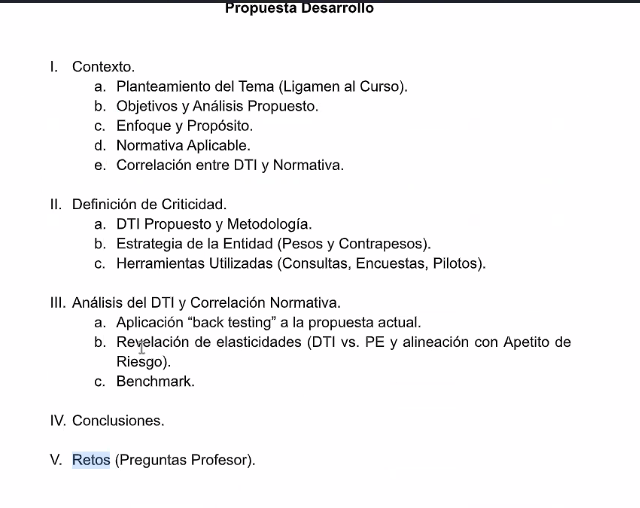 Propuesta Desarrollo
I. Contexto.
a. Planteamiento del Tema (Ligamen al Curso).
b. Objetivos y Análisis Propuesto.
c. Enfoque y Propósito.
d. Normativa Aplicable.
e. Correlación entre DTI y Normativa.
II. Definición de Criticidad.
a. DTI Propuesto y Metodología.
b. Estrategia de la Entidad (Pesos y Contrapesos).
c. Herramientas Utilizadas (Consultas, Encuestas, Pilotos).
III. Análisis del DTI y Correlación Normativa.
a. Aplicación “back testing” a la propuesta actual.
b. Revelación de elasticidades (DTI vs. PE y alineación con Apetito de
Riesgo).
c. Benchmark.
IV. Conclusiones.
V. Retos (Preguntas Profesor).